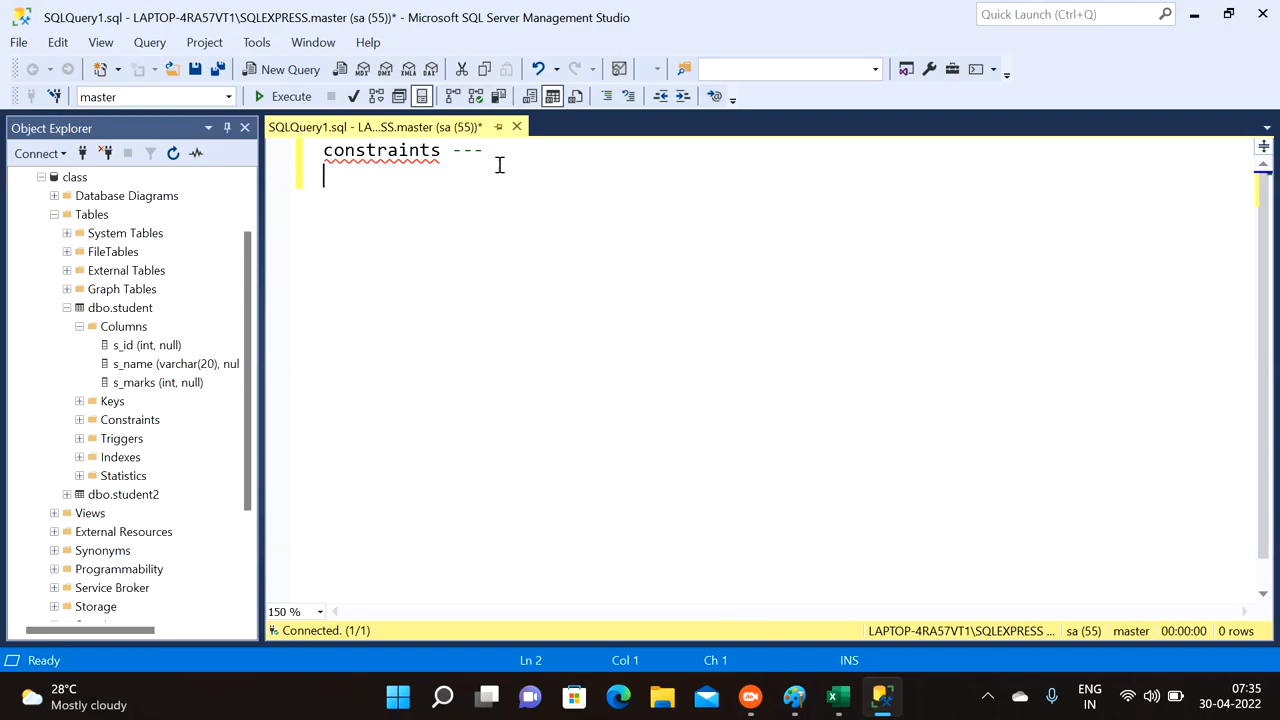 SQLQuery1.sql - LAPTOP-4RA57VT1\SQLEXPRESS.master (sa (55))* - Microsoft SQL Server Management Studio
Quick Launch (Ctrl+Q)
File Edit View Query Project Tools Window Help
New Query MDX DMX XMLA DAX
master Execute
Object Explorer
SQLQuery1.sql - LA...SS.master (sa (55))*
Connect
constraints ---
class
Database Diagrams
Tables
System Tables
FileTables
External Tables
Graph Tables
dbo.student
Columns
s_id (int, null)
s_name (varchar(20), nul
s_marks (int, null)
Keys
Constraints
Triggers
Indexes
Statistics
dbo.student2
Views
External Resources
Synonyms
Programmability
Service Broker
Storage
150 %
Connected. (1/1)
LAPTOP-4RA57VT1\SQLEXPRESS ... sa (55) master 00:00:00 0 rows
Ready Ln 2 Col 1 Ch 1 INS
28°C
Mostly cloudy
ENG
IN
07:35
30-04-2022